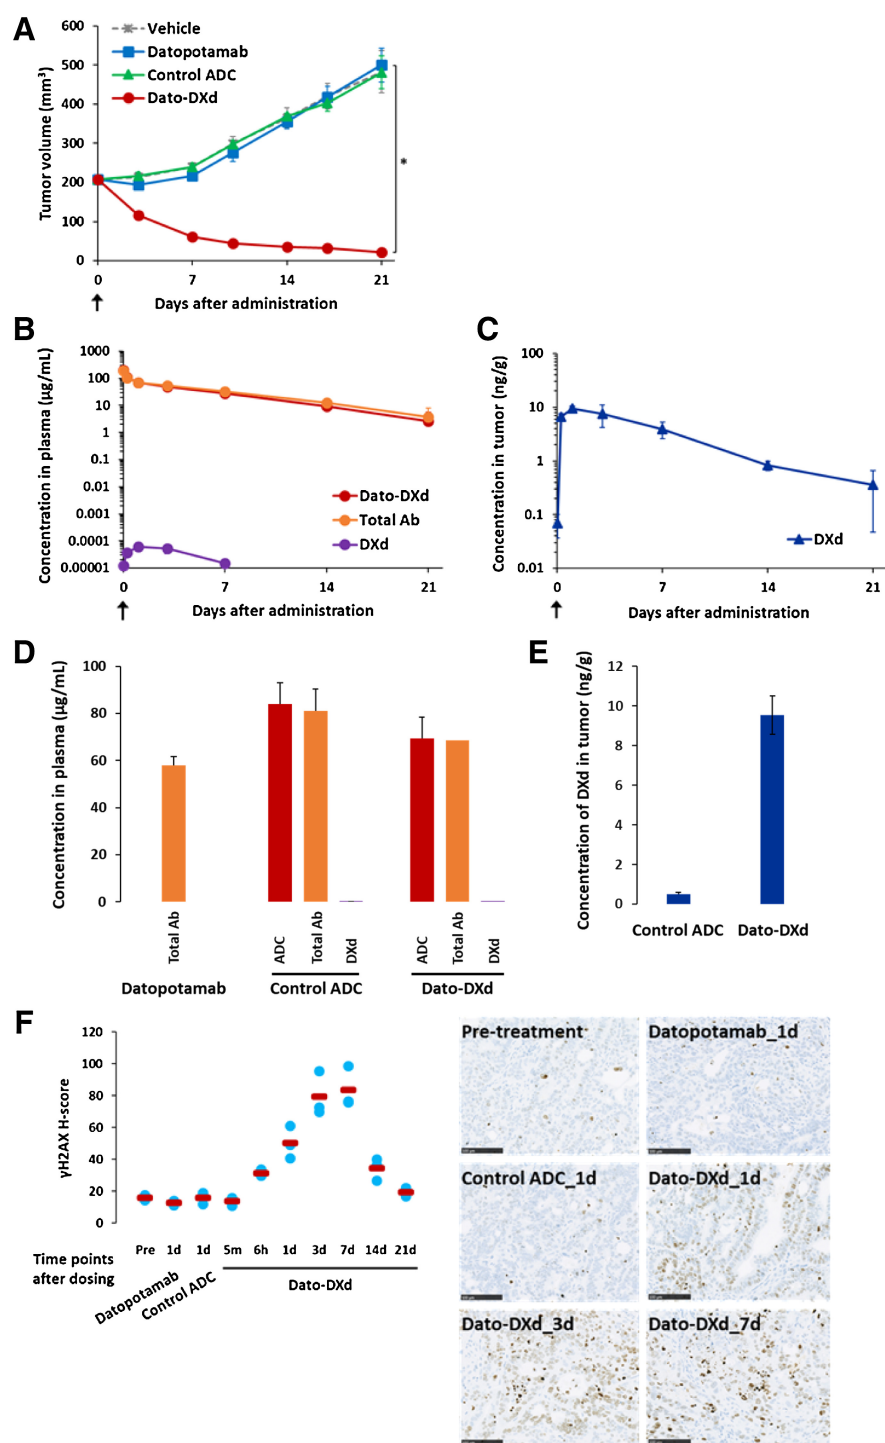 A
Tumor volume (mm³)
600
500
400
300
200
100
0
Vehicle
Datopotamab
Control ADC
Dato-DXd
*
0 7 14 21
Days after administration
B
Concentration in plasma (µg/mL)
1000
100
10
1
0.1
0.01
0.001
0.0001
0.00001
Dato-DXd
Total Ab
DXd
0 7 14 21
Days after administration
C
Concentration in tumor (ng/g)
100
10
1
0.1
0.01
DXd
0 7 14 21
Days after administration
D
Concentration in plasma (µg/mL)
100
80
60
40
20
0
Total Ab
ADC
Total Ab
DXd
ADC
Total Ab
DXd
Datopotamab
Control ADC
Dato-DXd
E
Concentration of DXd in tumor (ng/g)
12
10
8
6
4
2
0
Control ADC Dato-DXd
F
γH2AX H-score
120
100
80
60
40
20
0
Pre 1d 1d 5m 6h 1d 3d 7d 14d 21d
Time points
after dosing
Datopotamab
Control ADC
Dato-DXd
Pre-treatment
Datopotamab_1d
Control ADC_1d
Dato-DXd_1d
Dato-DXd_3d
Dato-DXd_7d